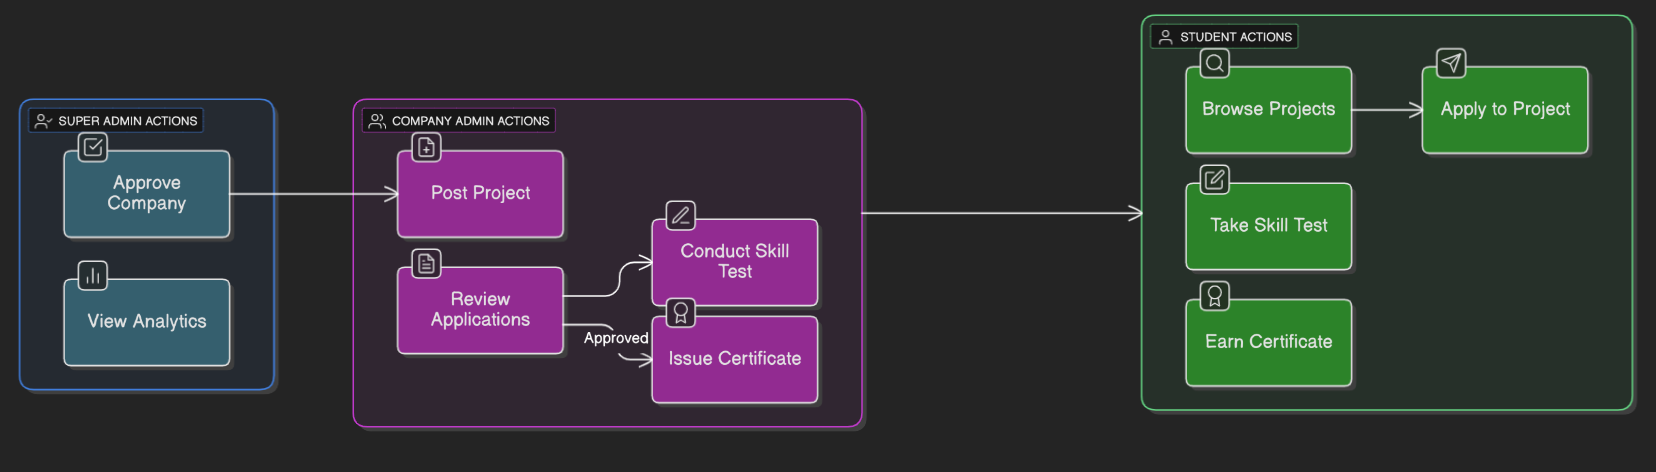 SUPER ADMIN ACTIONS
Approve
Company
View Analytics
COMPANY ADMIN ACTIONS
Post Project
Review
Applications
Approved
Conduct Skill
Test
Issue Certificate
STUDENT ACTIONS
Browse Projects
Apply to Project
Take Skill Test
Earn Certificate